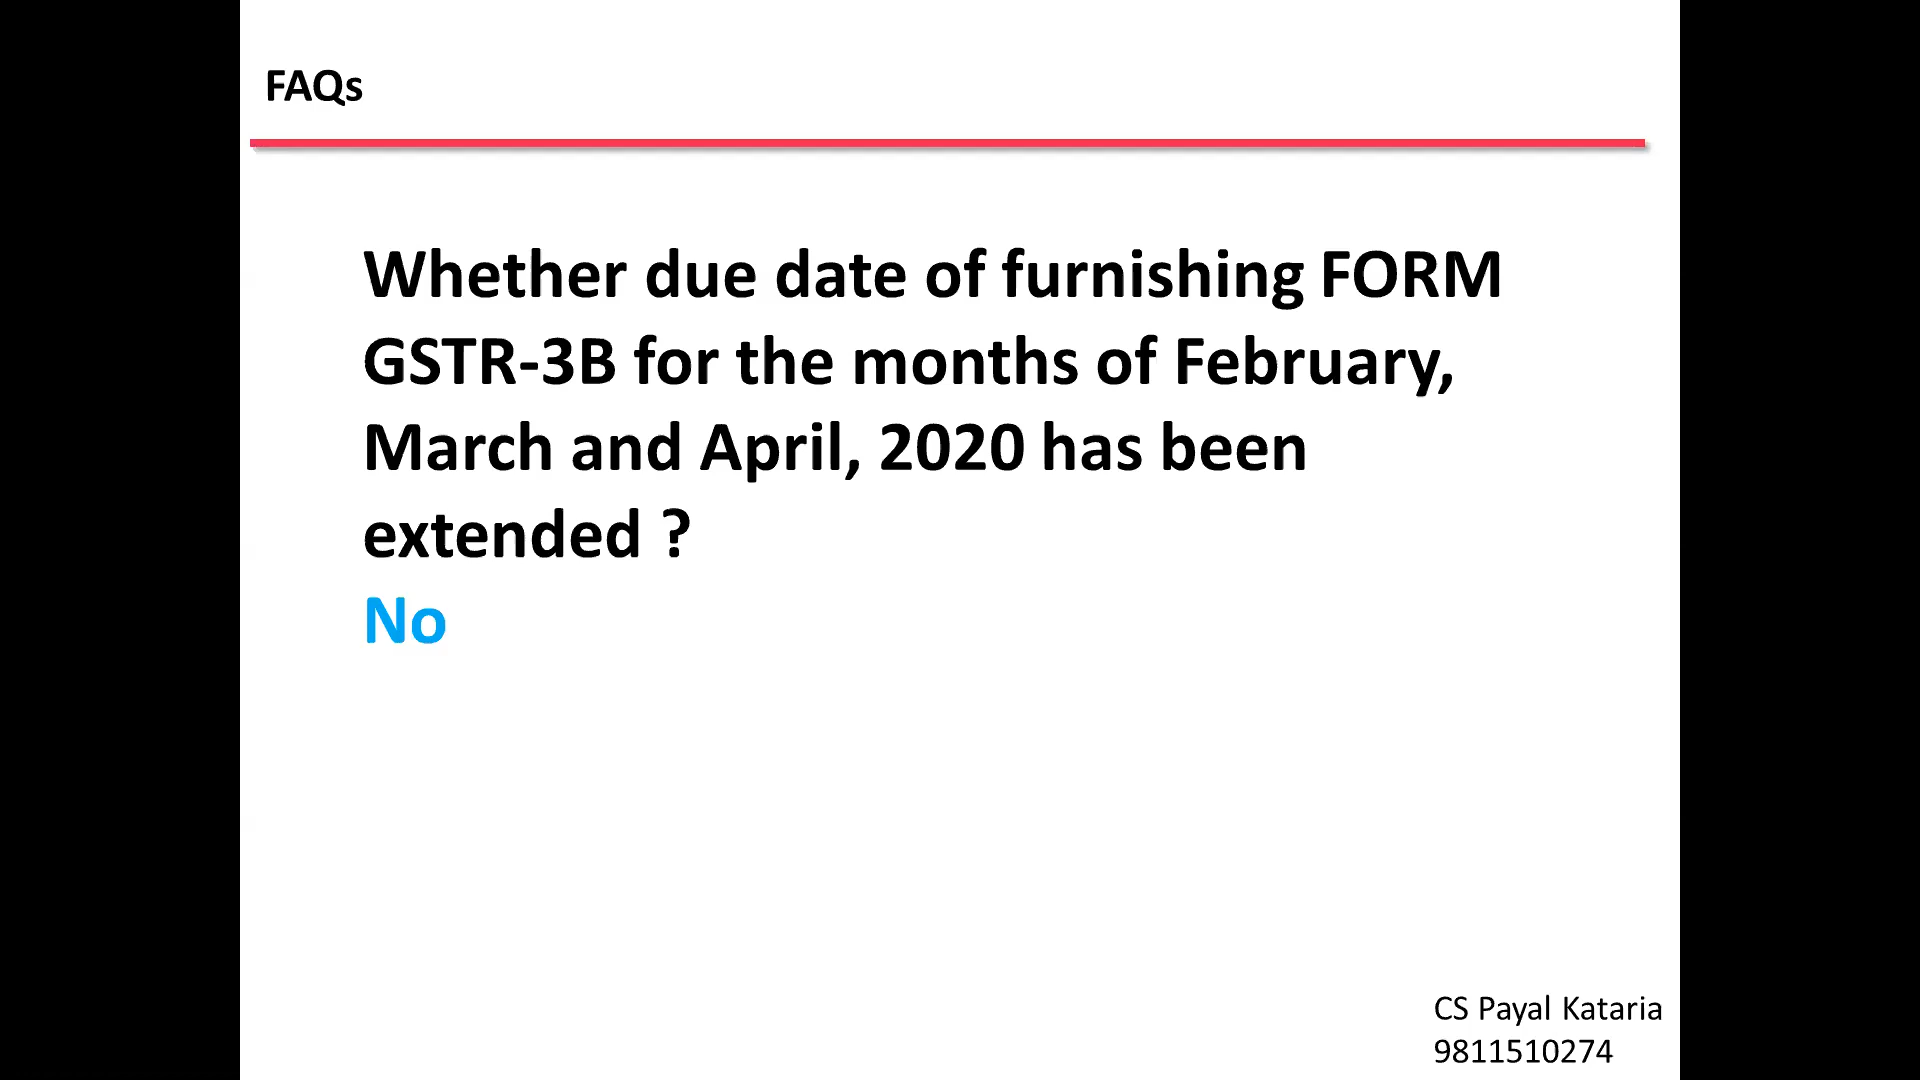 FAQs
Whether due date of furnishing FORM
GSTR-3B for the months of February,
March and April, 2020 has been
extended ?
No
CS Payal Kataria
9811510274